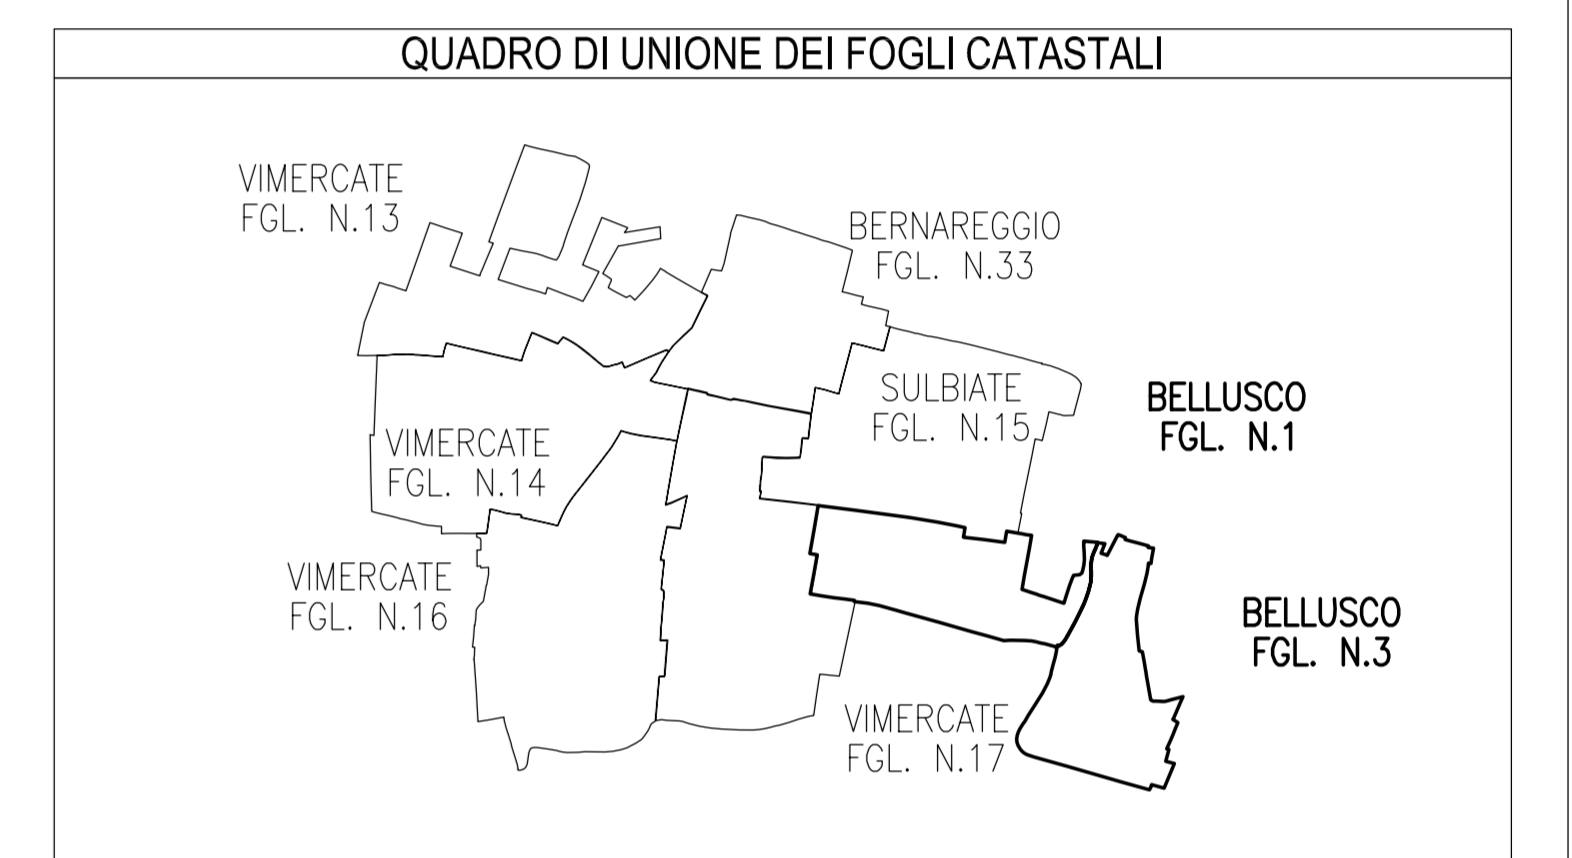 QUADRO DI UNIONE DEI FOGLI CATASTALI
VIMERCATE
FGL. N.13
BERNAREGGIO
FGL. N.33
SULBIATE
FGL. N.15
BELLUSCO
FGL. N.1
VIMERCATE
FGL. N.14
VIMERCATE
FGL. N.16
BELLUSCO
FGL. N.3
VIMERCATE
FGL. N.17